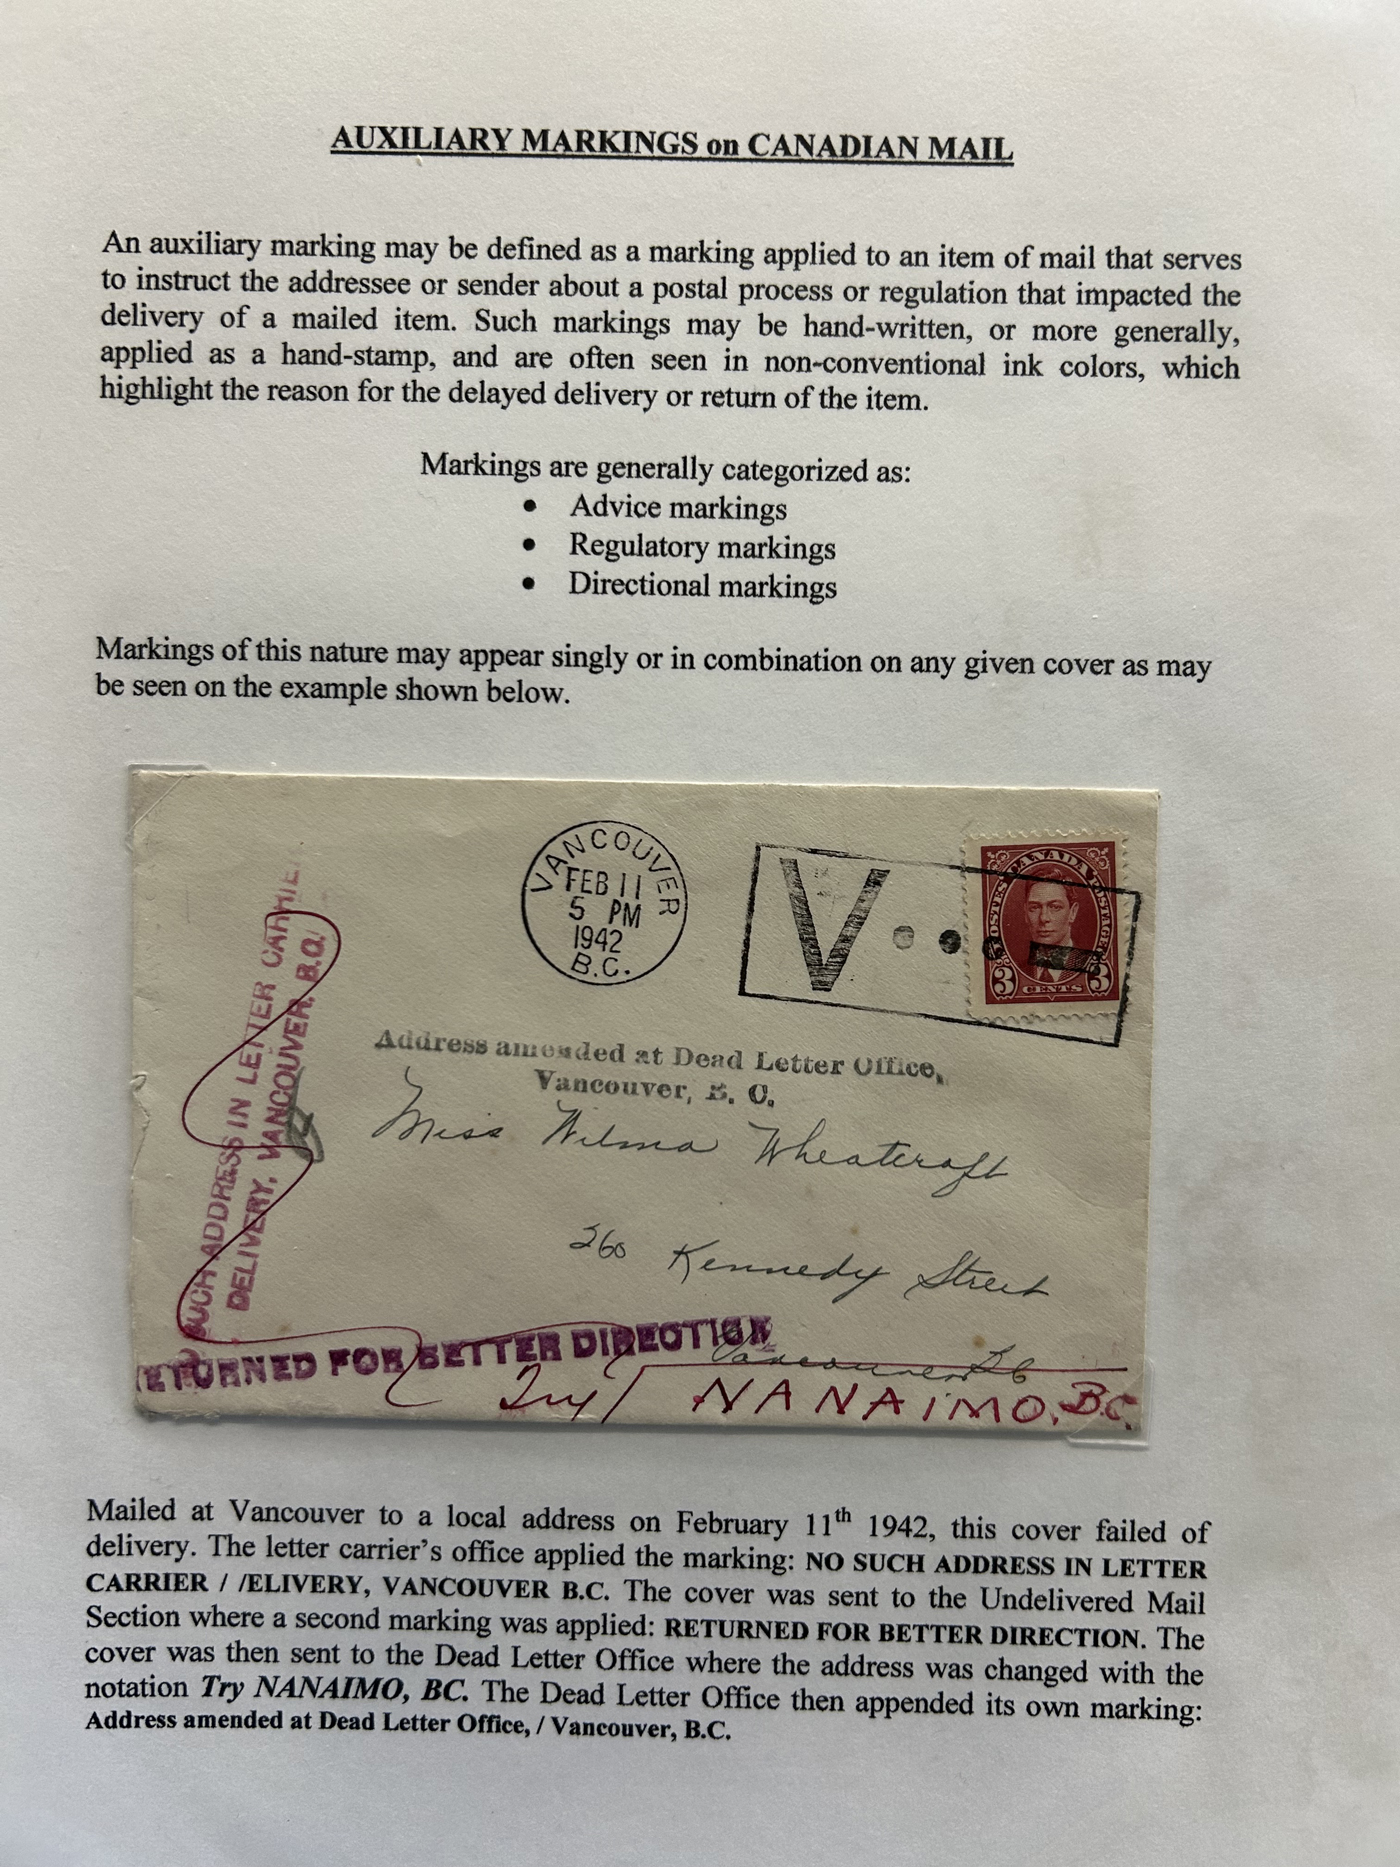 AUXILIARY MARKINGS on CANADIAN MAIL
An auxiliary marking may be defined as a marking applied to an item of mail that serves
to instruct the addressee or sender about a postal process or regulation that impacted the
delivery of a mailed item. Such markings may be hand-written, or more generally,
applied as a hand-stamp, and are often seen in non-conventional ink colors, which
highlight the reason for the delayed delivery or return of the item.
Markings are generally categorized as:
• Advice markings
• Regulatory markings
• Directional markings
Markings of this nature may appear singly or in combination on any given cover as may
be seen on the example shown below.
VANCOUVER
FEB 11
5 PM
1942
B.C.
V
CANADA
POSTES POSTAGE
3 CENTS 3
SUCH ADDRESS IN LETTER CARRIE
DELIVERY, VANCOUVER, B.C.
Address amended at Dead Letter Office,
Vancouver, B. C.
Miss Wilma Wheatcroft
260 Kennedy Street
Vancouver BC
ETURNED FOR BETTER DIRECTION
Try NANAIMO, B.C.
Mailed at Vancouver to a local address on February 11th 1942, this cover failed of
delivery. The letter carrier's office applied the marking: NO SUCH ADDRESS IN LETTER
CARRIER / /ELIVERY, VANCOUVER B.C. The cover was sent to the Undelivered Mail
Section where a second marking was applied: RETURNED FOR BETTER DIRECTION. The
cover was then sent to the Dead Letter Office where the address was changed with the
notation Try NANAIMO, BC. The Dead Letter Office then appended its own marking:
Address amended at Dead Letter Office, / Vancouver, B.C.